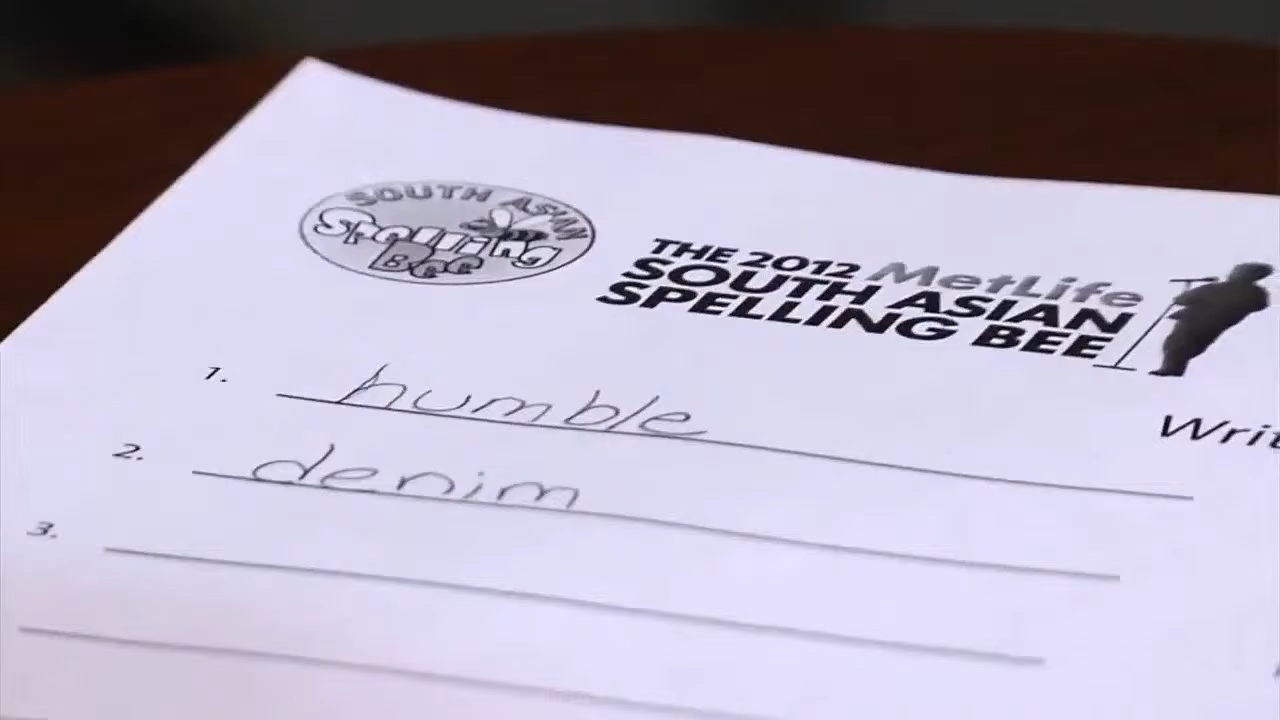 SOUTH ASIAN
Spelling
Bee
THE 2012 MetLife
SOUTH ASIAN
SPELLING BEE
1. humble
2. denim
3.